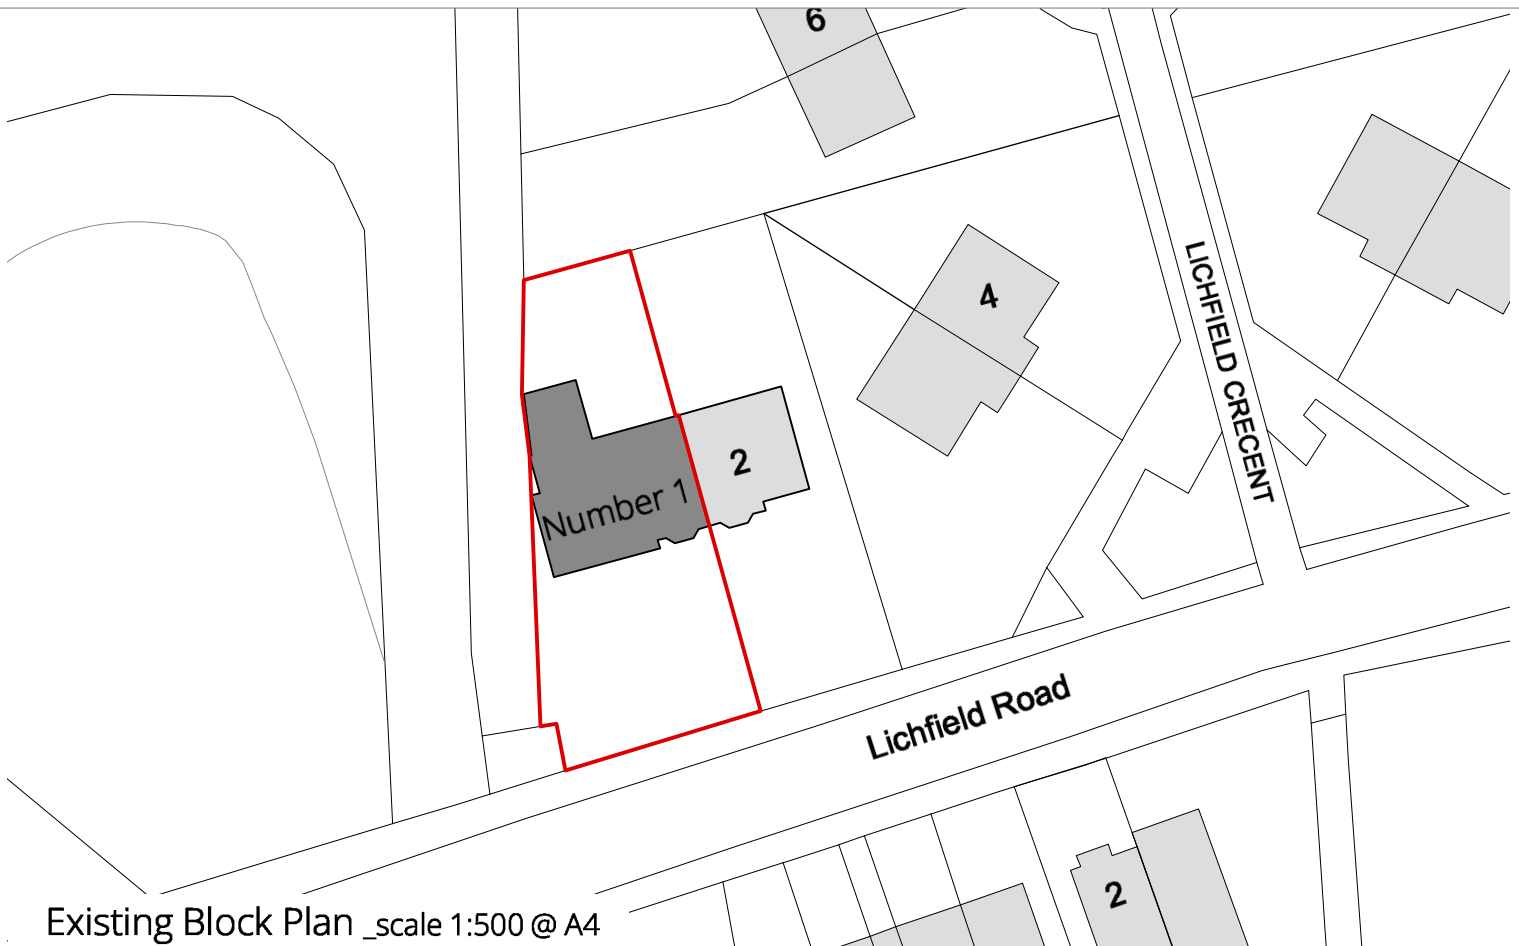 6
4
LICHFIELD CRECENT
2
Number 1
Lichfield Road
2
Existing Block Plan _scale 1:500 @ A4